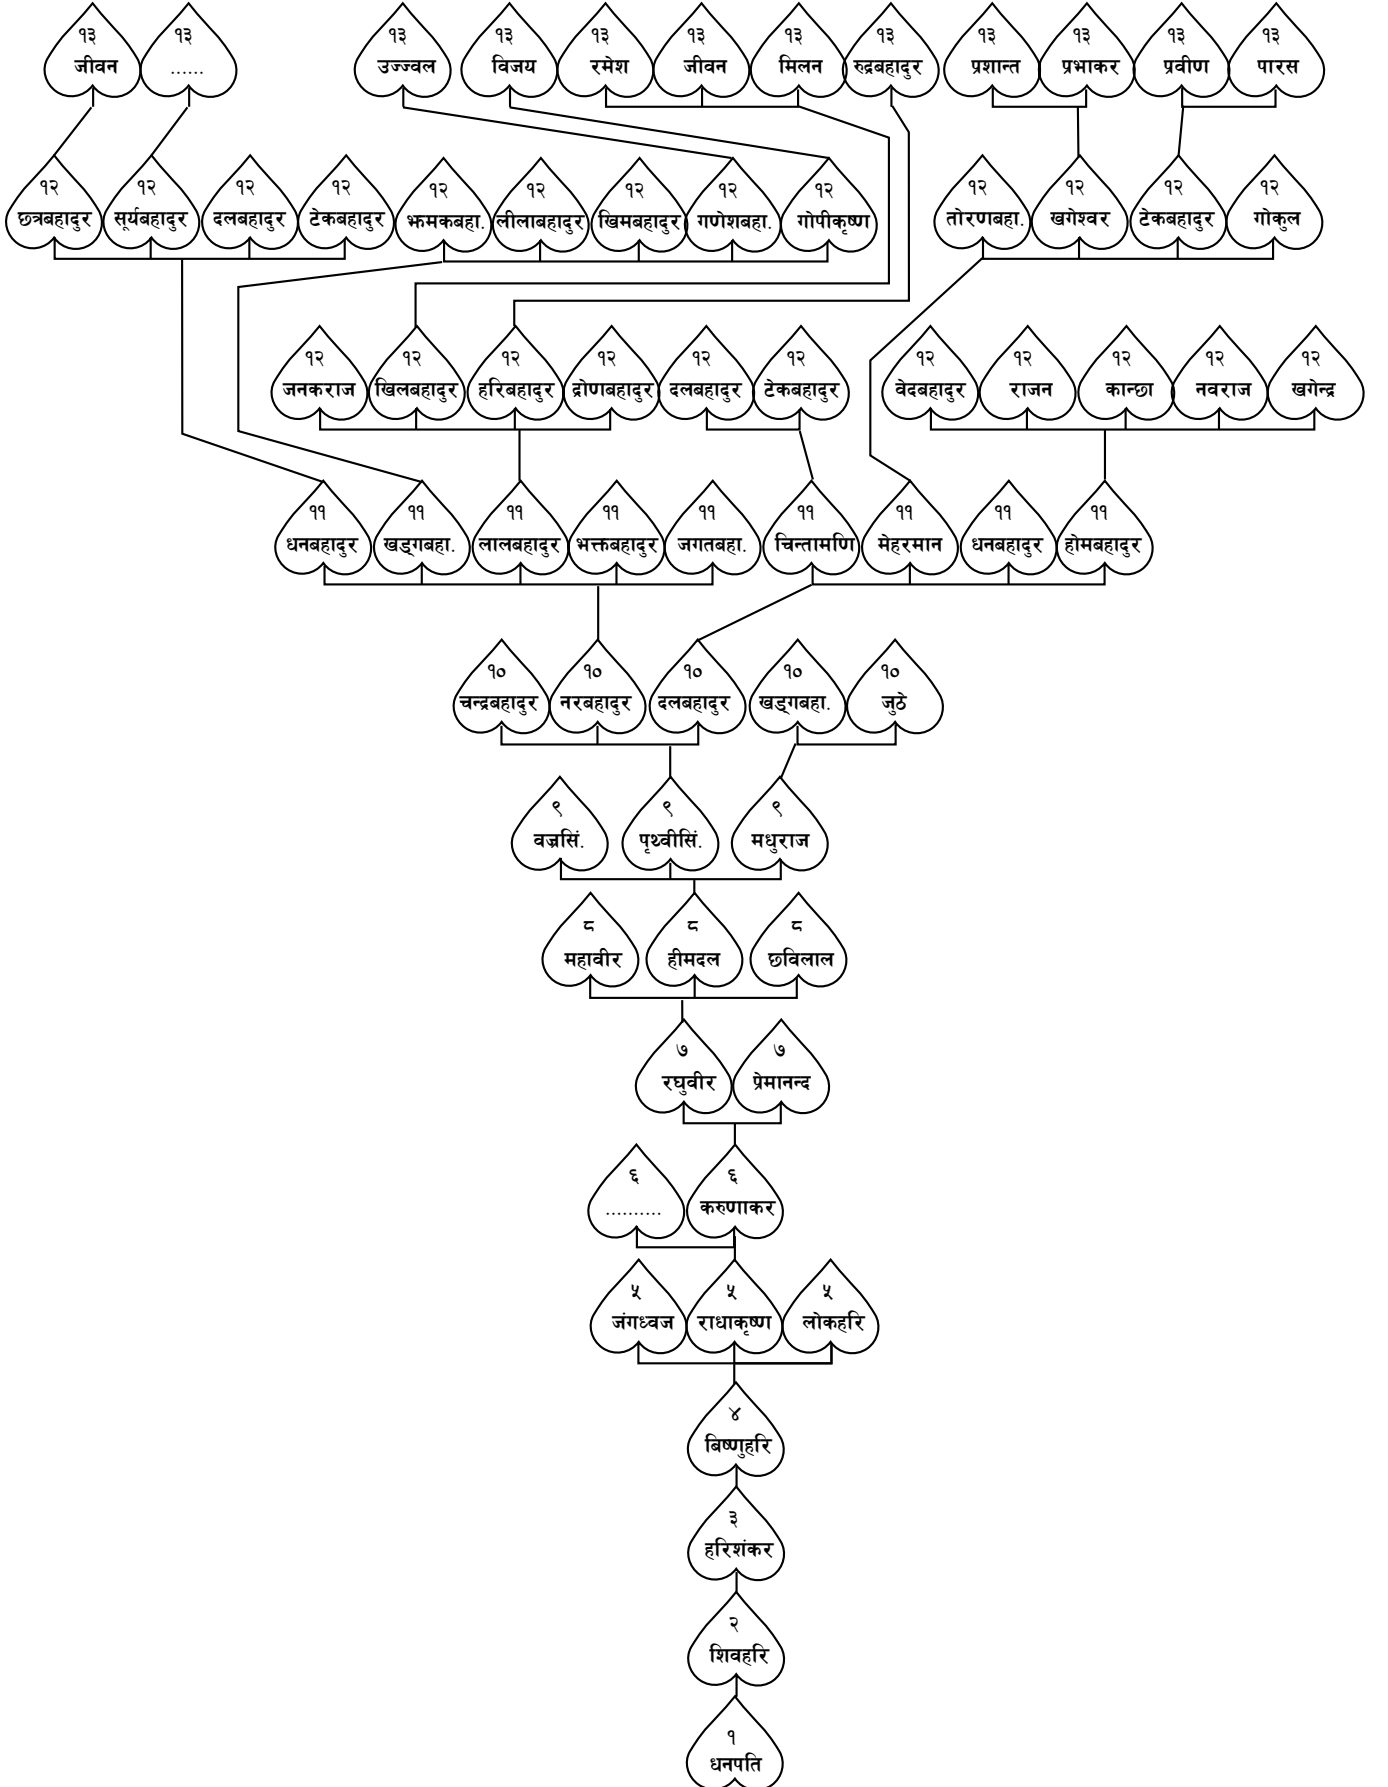 १३ १३ १३ १३ १३ १३ १३ १३ १३ १३ १३ १३
जीवन ...... उज्ज्वल विजय रमेश जीवन मिलन रुद्रबहादुर प्रशान्त प्रभाकर प्रवीण पारस
१२ १२ १२ १२ १२ १२ १२ १२ १२ १२ १२ १२ १२
छत्रबहादुर सूर्यबहादुर दलबहादुर टेकबहादुर झमकबहा. लीलाबहादुर खिमबहादुर गणेशबहा. गोपीकृष्ण तोरणबहा. खगेश्वर टेकबहादुर गोकुल
१२ १२ १२ १२ १२ १२ १२ १२ १२ १२ १२
जनकराज खिलबहादुर हरिबहादुर द्रोणबहादुर दलबहादुर टेकबहादुर वेदबहादुर राजन कान्छा नवराज खगेन्द्र
११ ११ ११ ११ ११ ११ ११ ११ ११
धनबहादुर खड्गबहा. लालबहादुर भक्तबहादुर जगतबहा. चिन्तामणि मेहरमान धनबहादुर होमबहादुर
१० १० १० १० १०
चन्द्रबहादुर नरबहादुर दलबहादुर खड्गबहा. जुठे
९ ९ ९
वज्रसिं. पृथ्वीसिं. मधुराज
८ ८ ८
महावीर हीमदल छविलाल
७ ७
रघुवीर प्रेमानन्द
६ ६
.......... करुणाकर
५ ५ ५
जंगध्वज राधाकृष्ण लोकहरि
४
बिष्णुहरि
३
हरिशंकर
२
शिवहरि
१
धनपति